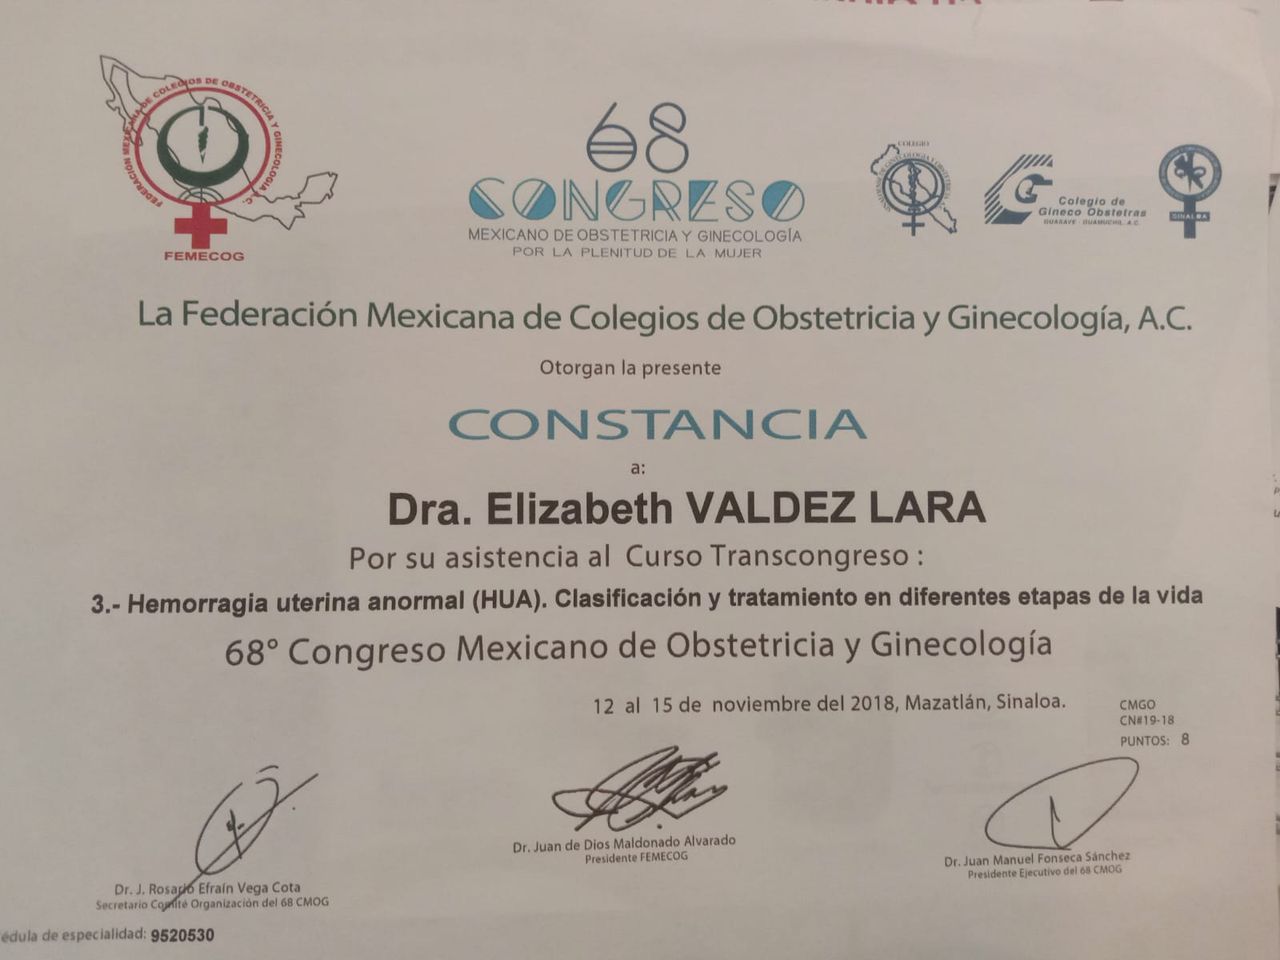 FEDERACIÓN MEXICANA DE COLEGIOS DE OBSTETRICIA Y GINECOLOGIA A.C.
FEMECOG
68
CONGRESO
MEXICANO DE OBSTETRICIA Y GINECOLOGÍA
POR LA PLENITUD DE LA MUJER
COLEGIO
Colegio de
Gineco Obstetras
GUASAVE - GUAMUCHIL, A.C.
SINALOA
La Federación Mexicana de Colegios de Obstetricia y Ginecología, A.C.
Otorgan la presente
CONSTANCIA
a:
Dra. Elizabeth VALDEZ LARA
Por su asistencia al Curso Transcongreso :
3.- Hemorragia uterina anormal (HUA). Clasificación y tratamiento en diferentes etapas de la vida
68° Congreso Mexicano de Obstetricia y Ginecología
12 al 15 de noviembre del 2018, Mazatlán, Sinaloa.
CMGO
CN#19-18
PUNTOS: 8
Dr. J. Rosario Efraín Vega Cota
Secretario Comité Organización del 68 CMOG
Dr. Juan de Dios Maldonado Alvarado
Presidente FEMECOG
Dr. Juan Manuel Fonseca Sánchez
Presidente Ejecutivo del 68 CMOG
édula de especialidad: 9520530